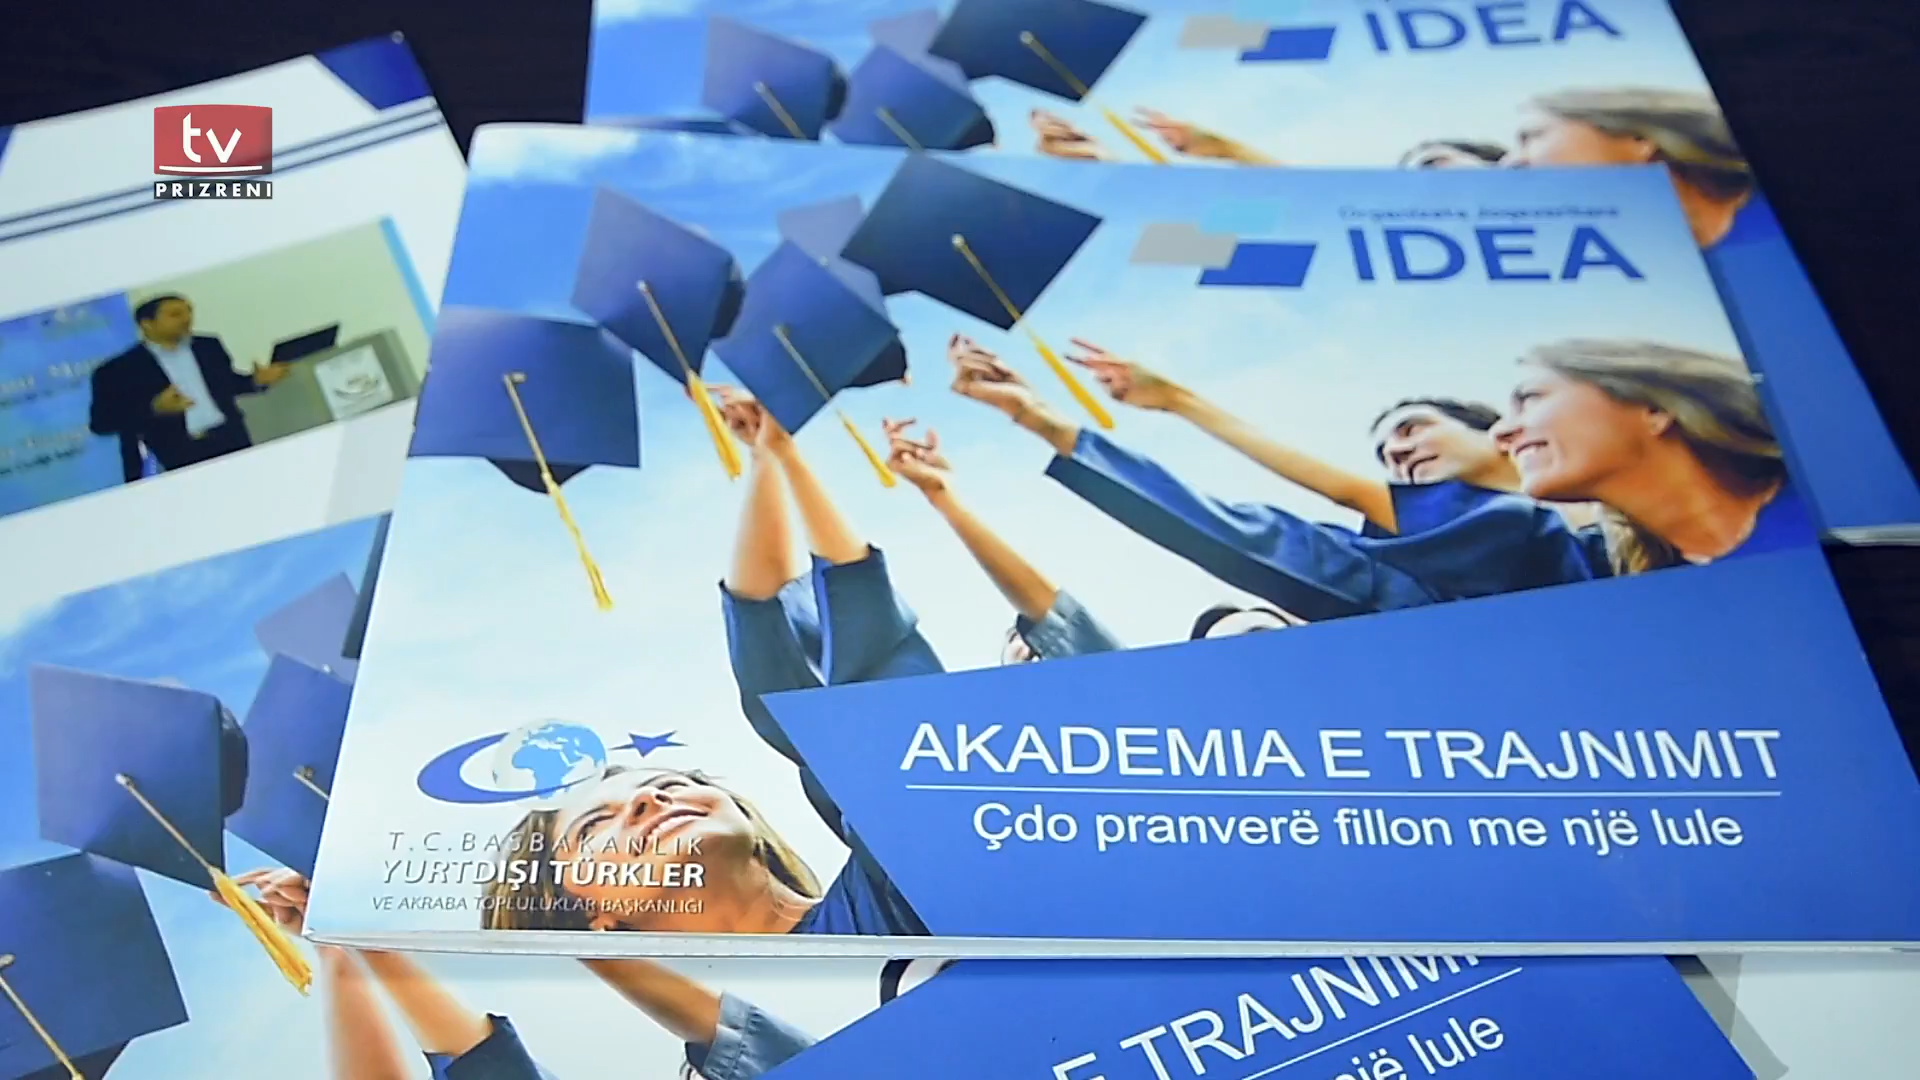 tv
PRIZRENI
IDEA
IDEA
AKADEMIA E TRAJNIMIT
Çdo pranverë fillon me një lule
T.C. BAŞBAKANLIK
YURTDIŞI TÜRKLER
VE AKRABA TOPLULUKLAR BAŞKANLIĞI
E TRAJNIM
një lule